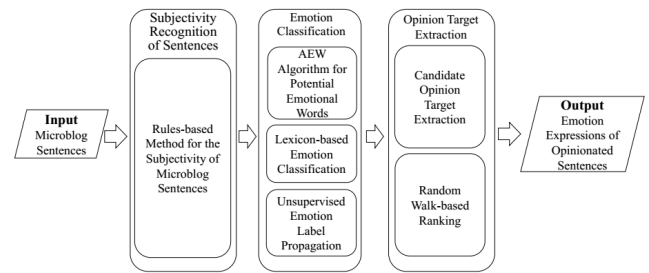 Input
Microblog
Sentences
Subjectivity
Recognition
of Sentences
Rules-based
Method for the
Subjectivity of
Microblog
Sentences
Emotion
Classification
AEW
Algorithm for
Potential
Emotional
Words
Lexicon-based
Emotion
Classification
Unsupervised
Emotion
Label
Propagation
Opinion Target
Extraction
Candidate
Opinion
Target
Extraction
Random
Walk-based
Ranking
Output
Emotion
Expressions of
Opinionated
Sentences